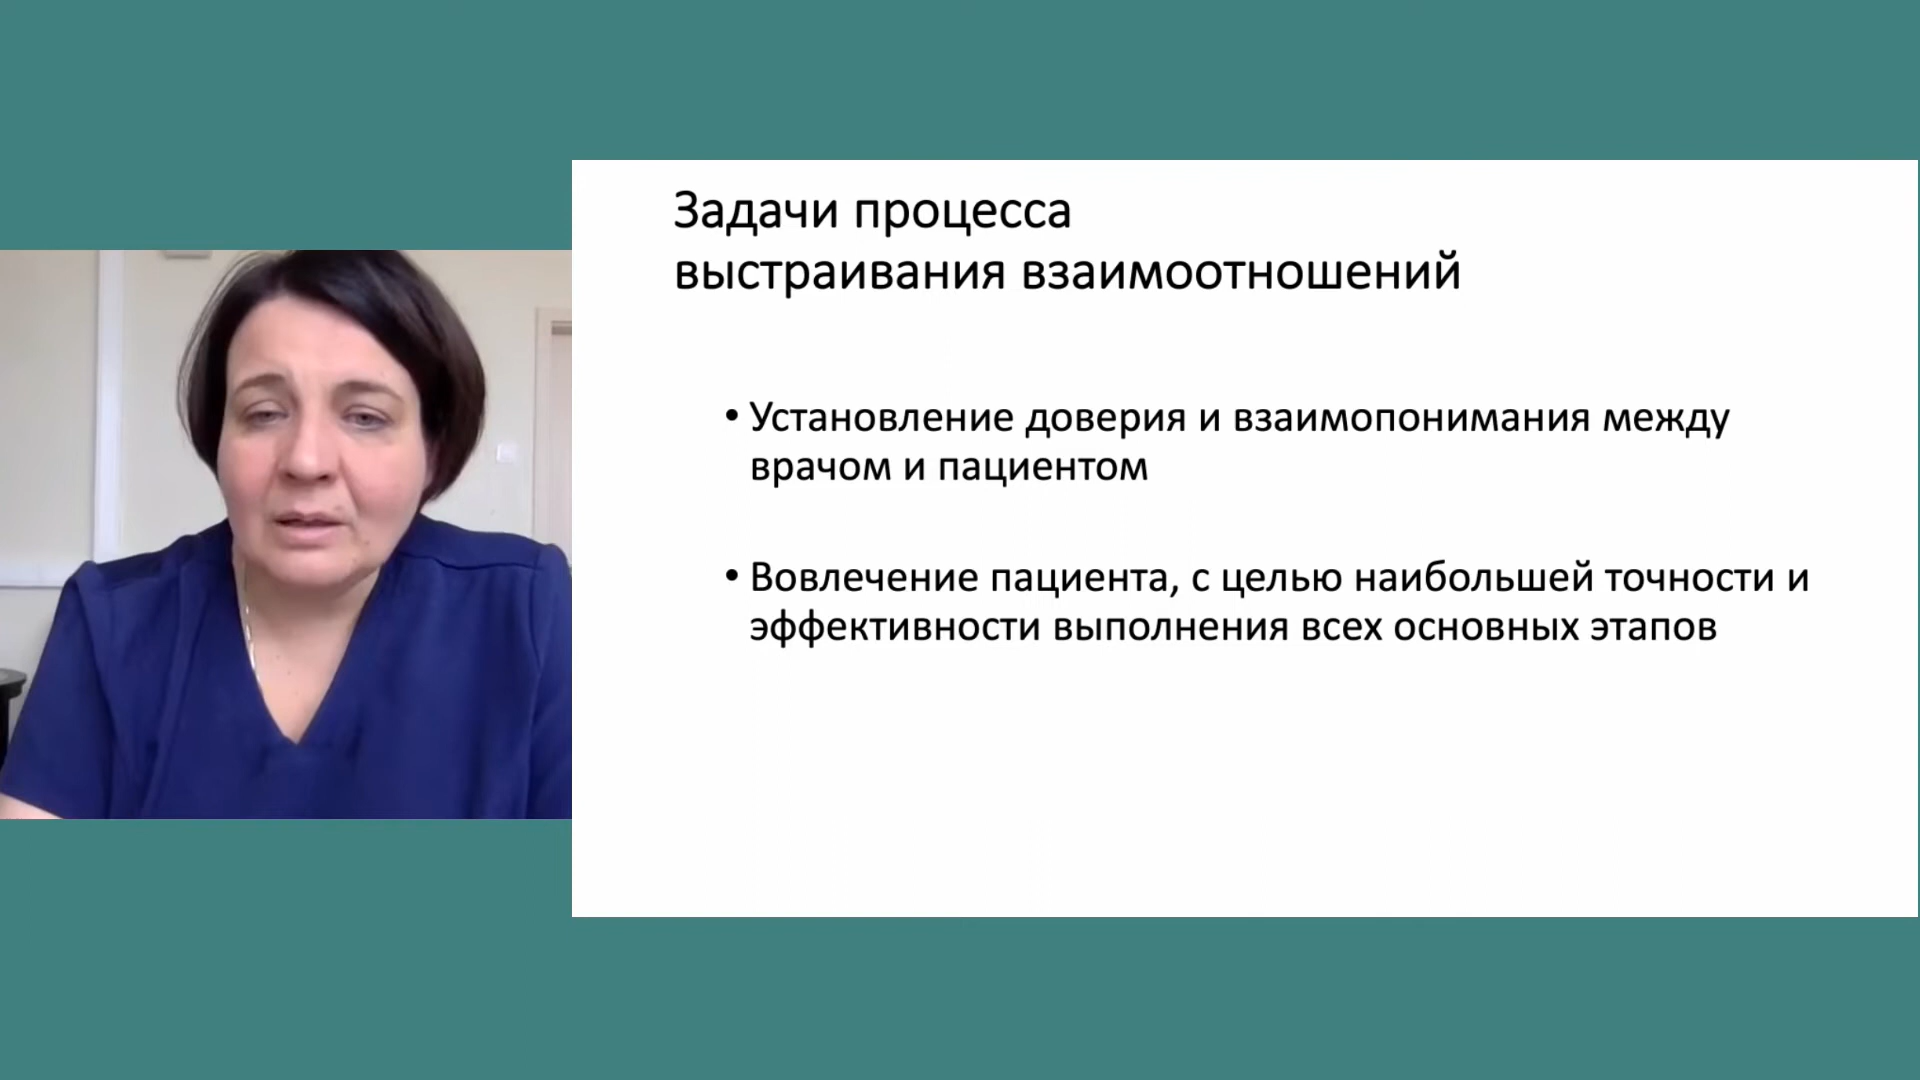 Задачи процесса
выстраивания взаимоотношений
• Установление доверия и взаимопонимания между
врачом и пациентом
• Вовлечение пациента, с целью наибольшей точности и
эффективности выполнения всех основных этапов